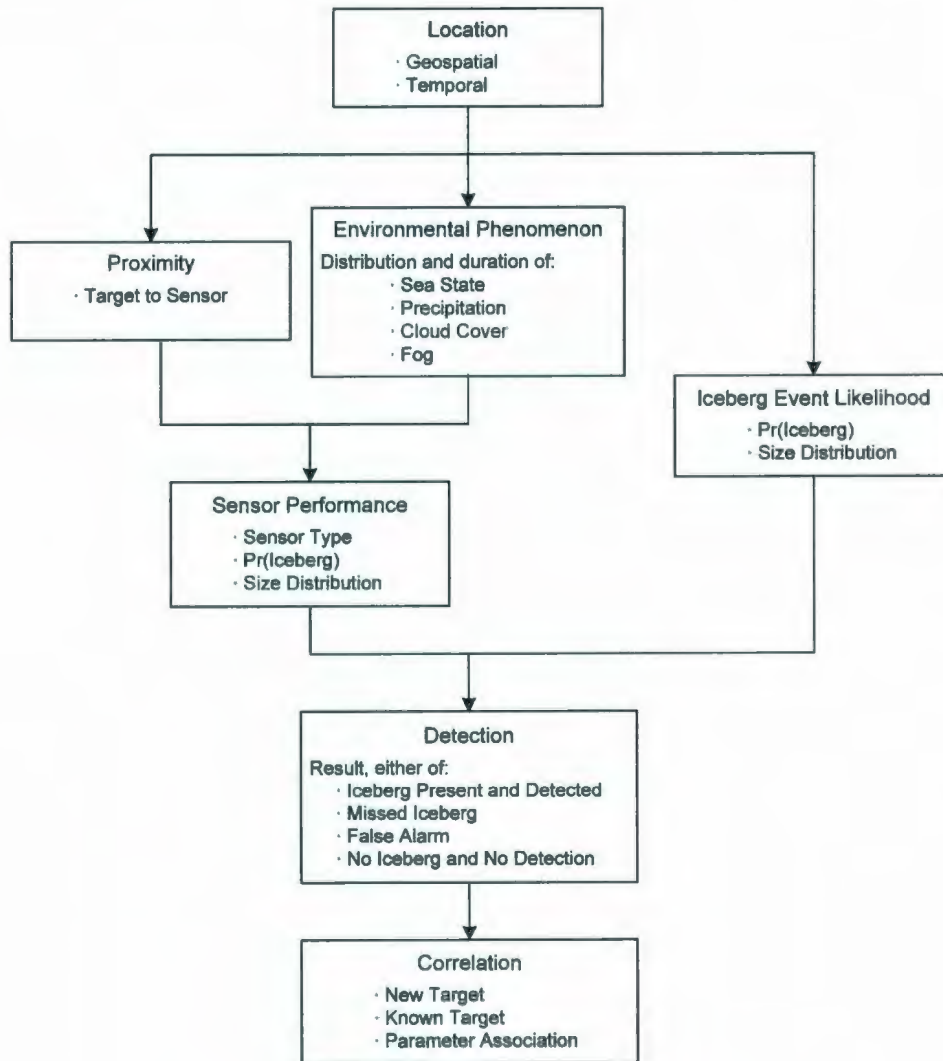 Location
· Geospatial
· Temporal
Proximity
· Target to Sensor
Environmental Phenomenon
Distribution and duration of:
· Sea State
· Precipitation
· Cloud Cover
· Fog
Iceberg Event Likelihood
· Pr(Iceberg)
· Size Distribution
Sensor Performance
· Sensor Type
· Pr(Iceberg)
· Size Distribution
Detection
Result, either of:
· Iceberg Present and Detected
· Missed Iceberg
· False Alarm
· No Iceberg and No Detection
Correlation
· New Target
· Known Target
· Parameter Association